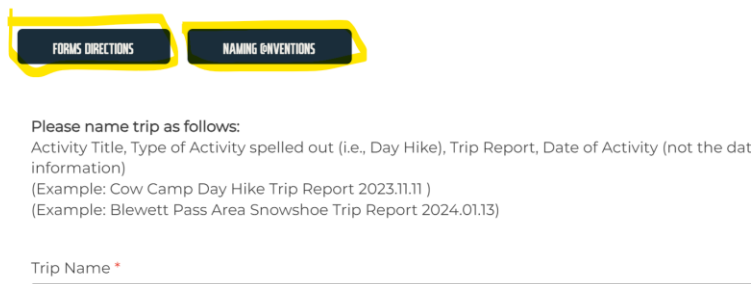 FORMS DIRECTIONS
NAMING CONVENTIONS
Please name trip as follows:
Activity Title, Type of Activity spelled out (i.e., Day Hike), Trip Report, Date of Activity (not the dat
information)
(Example: Cow Camp Day Hike Trip Report 2023.11.11 )
(Example: Blewett Pass Area Snowshoe Trip Report 2024.01.13)
Trip Name *